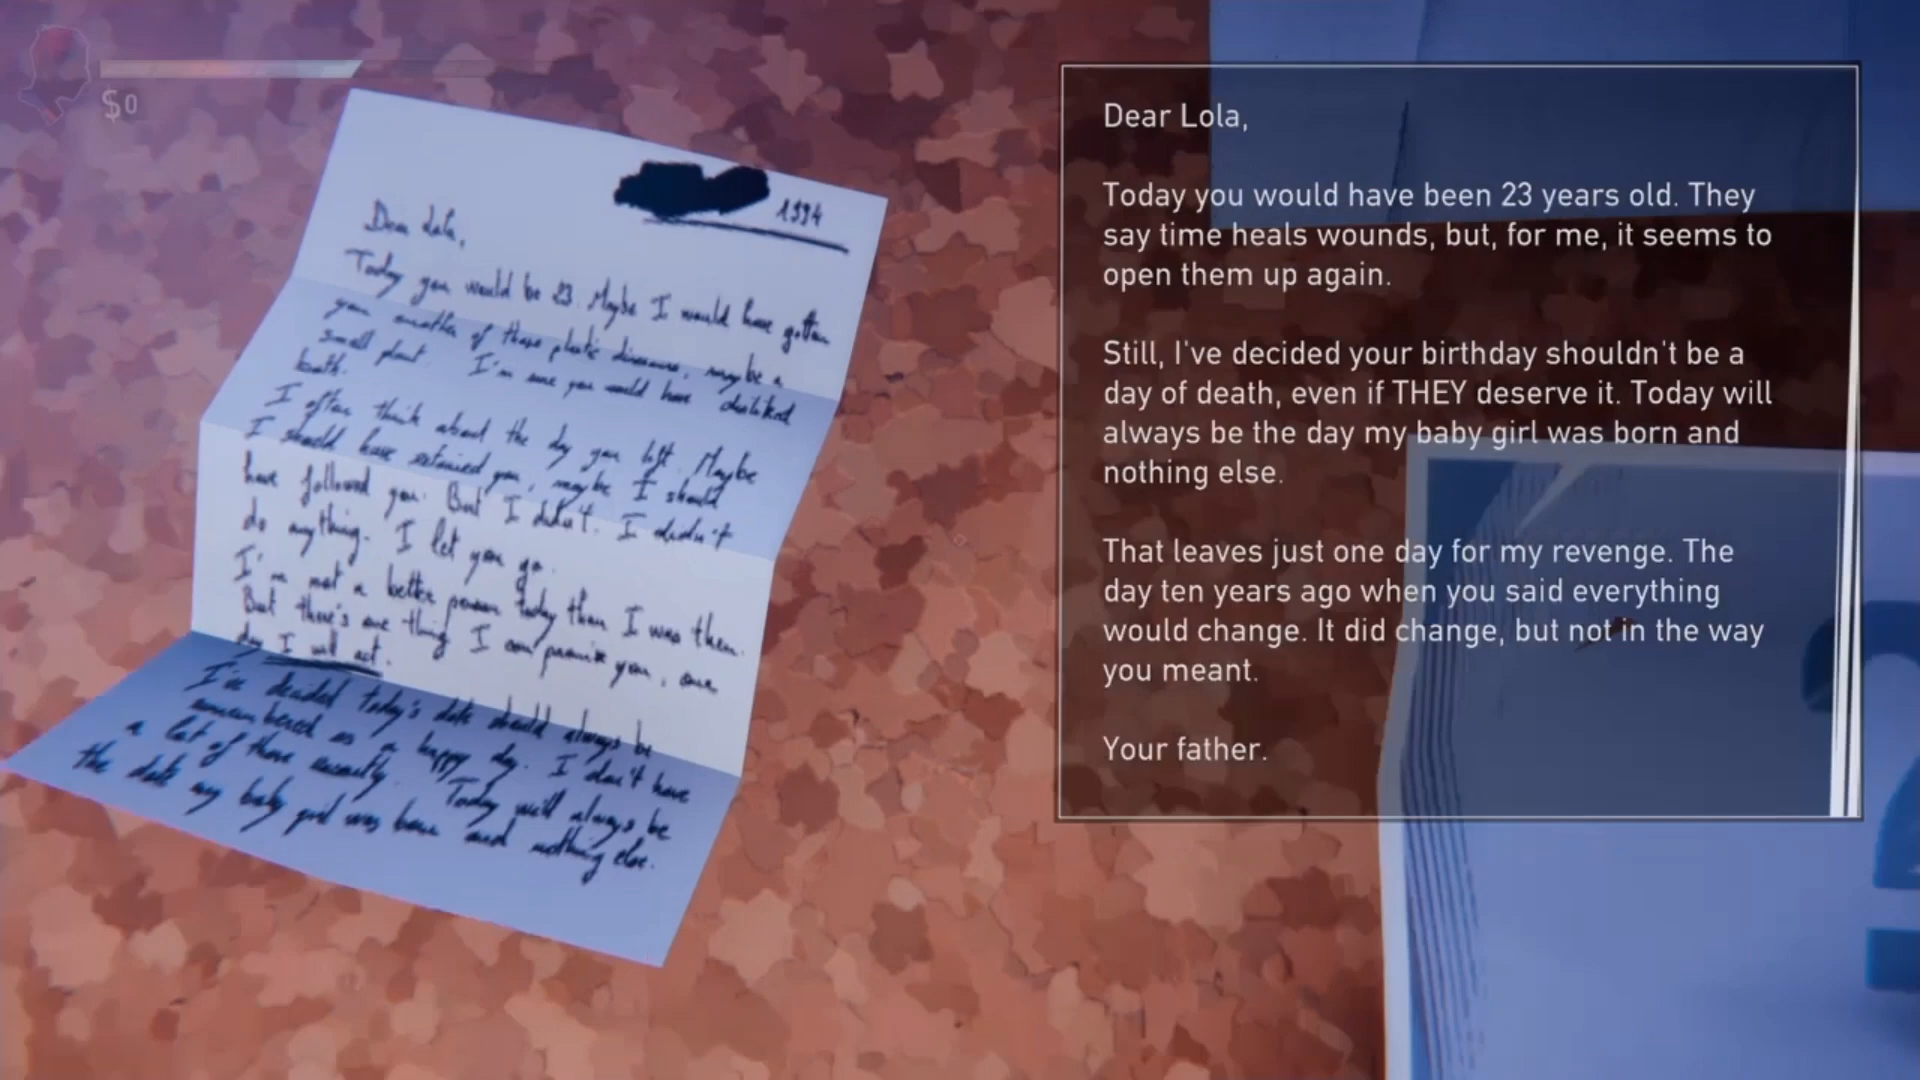 $0
1994
Dear Lola,
Today you would be 23. Maybe I would have gotten
you another of those plastic dinosaurs, maybe a
small plant. I'm sure you would have disliked
both.
I often think about the day you left. Maybe
I should have retained you, maybe I should
have followed you. But I didn't. I didn't
do anything. I let you go.
I'm not a better person today than I was then.
But there's one thing I can promise you, one
day I will act.
I've decided today's date should always be
remembered as a happy day. I don't have
a lot of those recently. Today will always be
the date my baby girl was born and nothing else.
Dear Lola,
Today you would have been 23 years old. They
say time heals wounds, but, for me, it seems to
open them up again.
Still, I've decided your birthday shouldn't be a
day of death, even if THEY deserve it. Today will
always be the day my baby girl was born and
nothing else.
That leaves just one day for my revenge. The
day ten years ago when you said everything
would change. It did change, but not in the way
you meant.
Your father.